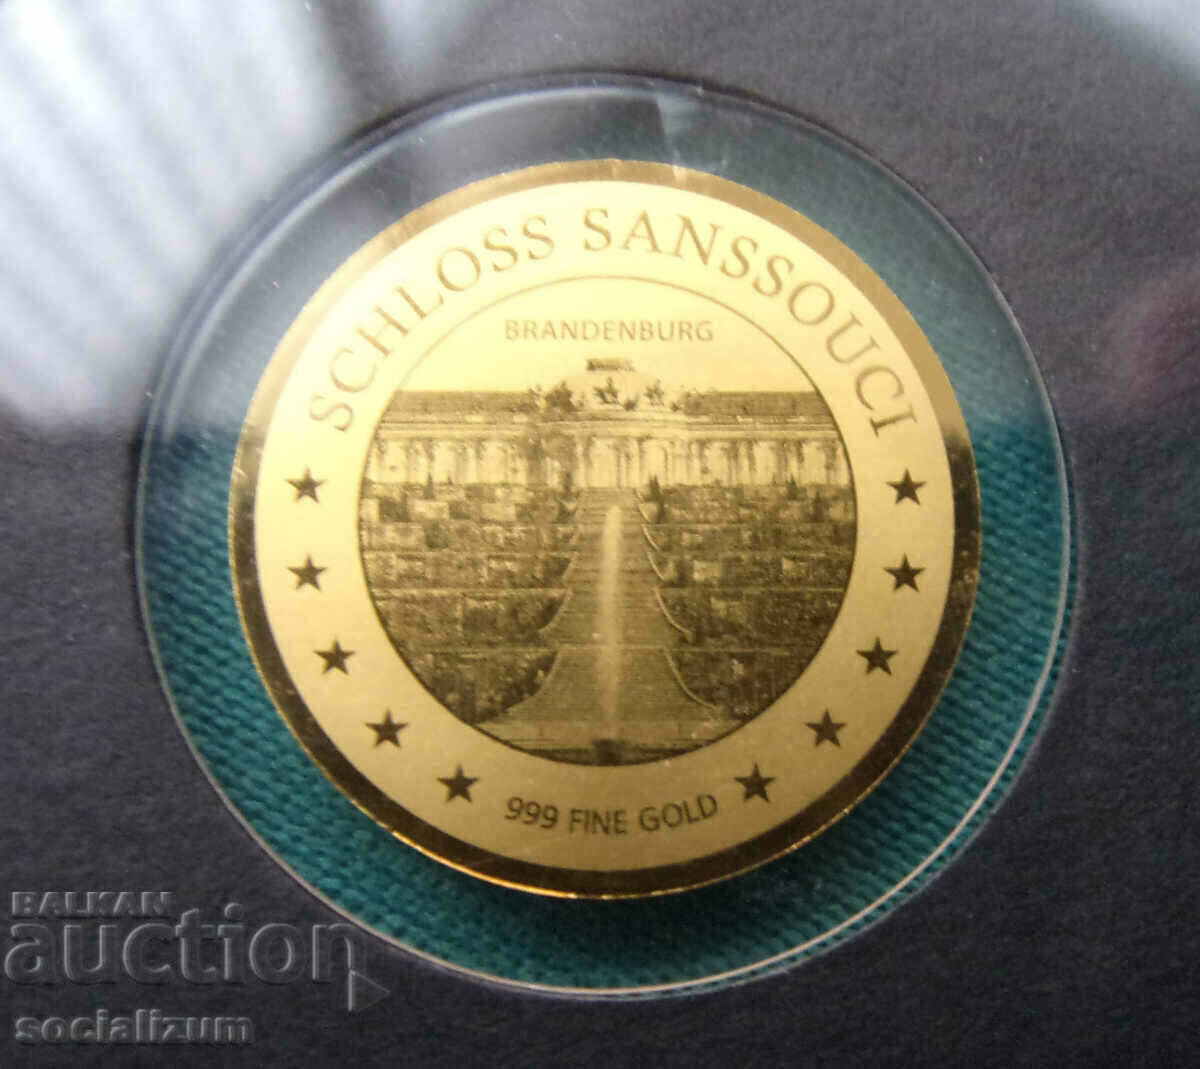 SCHLOSS SANSSOUCI
BRANDENBURG
999 FINE GOLD
BALKAN
auction
socializum